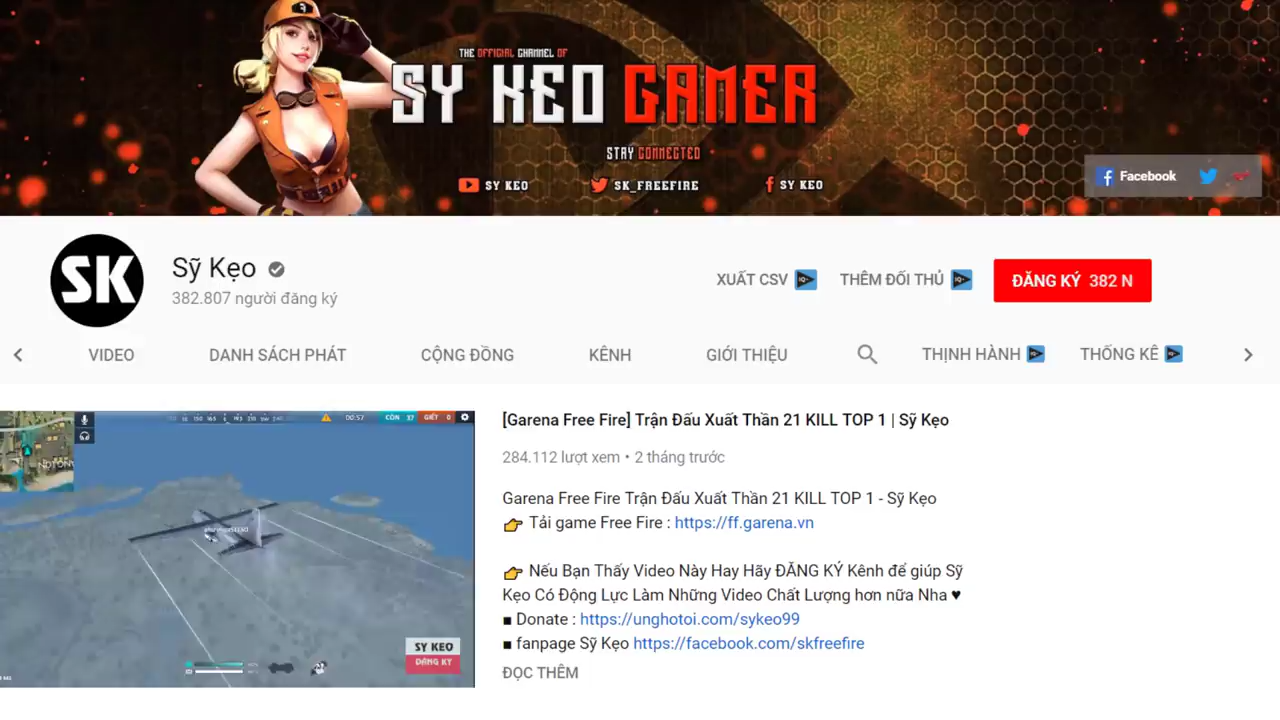 THE OFFICIAL CHANNEL OF
SY KEO GAMER
STAY CONNECTED
SY KEO
SK_FREEFIRE
SY KEO
Facebook
SK
Sỹ Kẹo
382.807 người đăng ký
XUẤT CSV
THÊM ĐỐI THỦ
ĐĂNG KÝ 382 N
VIDEO
DANH SÁCH PHÁT
CỘNG ĐỒNG
KÊNH
GIỚI THIỆU
THỊNH HÀNH
THỐNG KÊ
00:57
CÒN 37
GIẾT 0
SY KEO
ĐĂNG KÝ
[Garena Free Fire] Trận Đấu Xuất Thần 21 KILL TOP 1 | Sỹ Kẹo
284.112 lượt xem • 2 tháng trước
Garena Free Fire Trận Đấu Xuất Thần 21 KILL TOP 1 - Sỹ Kẹo
👉 Tải game Free Fire : https://ff.garena.vn
👉 Nếu Bạn Thấy Video Này Hay Hãy ĐĂNG KÝ Kênh để giúp Sỹ
Kẹo Có Động Lực Làm Những Video Chất Lượng hơn nữa Nha ♥
■ Donate : https://unghotoi.com/sykeo99
■ fanpage Sỹ Kẹo https://facebook.com/skfreefire
ĐỌC THÊM